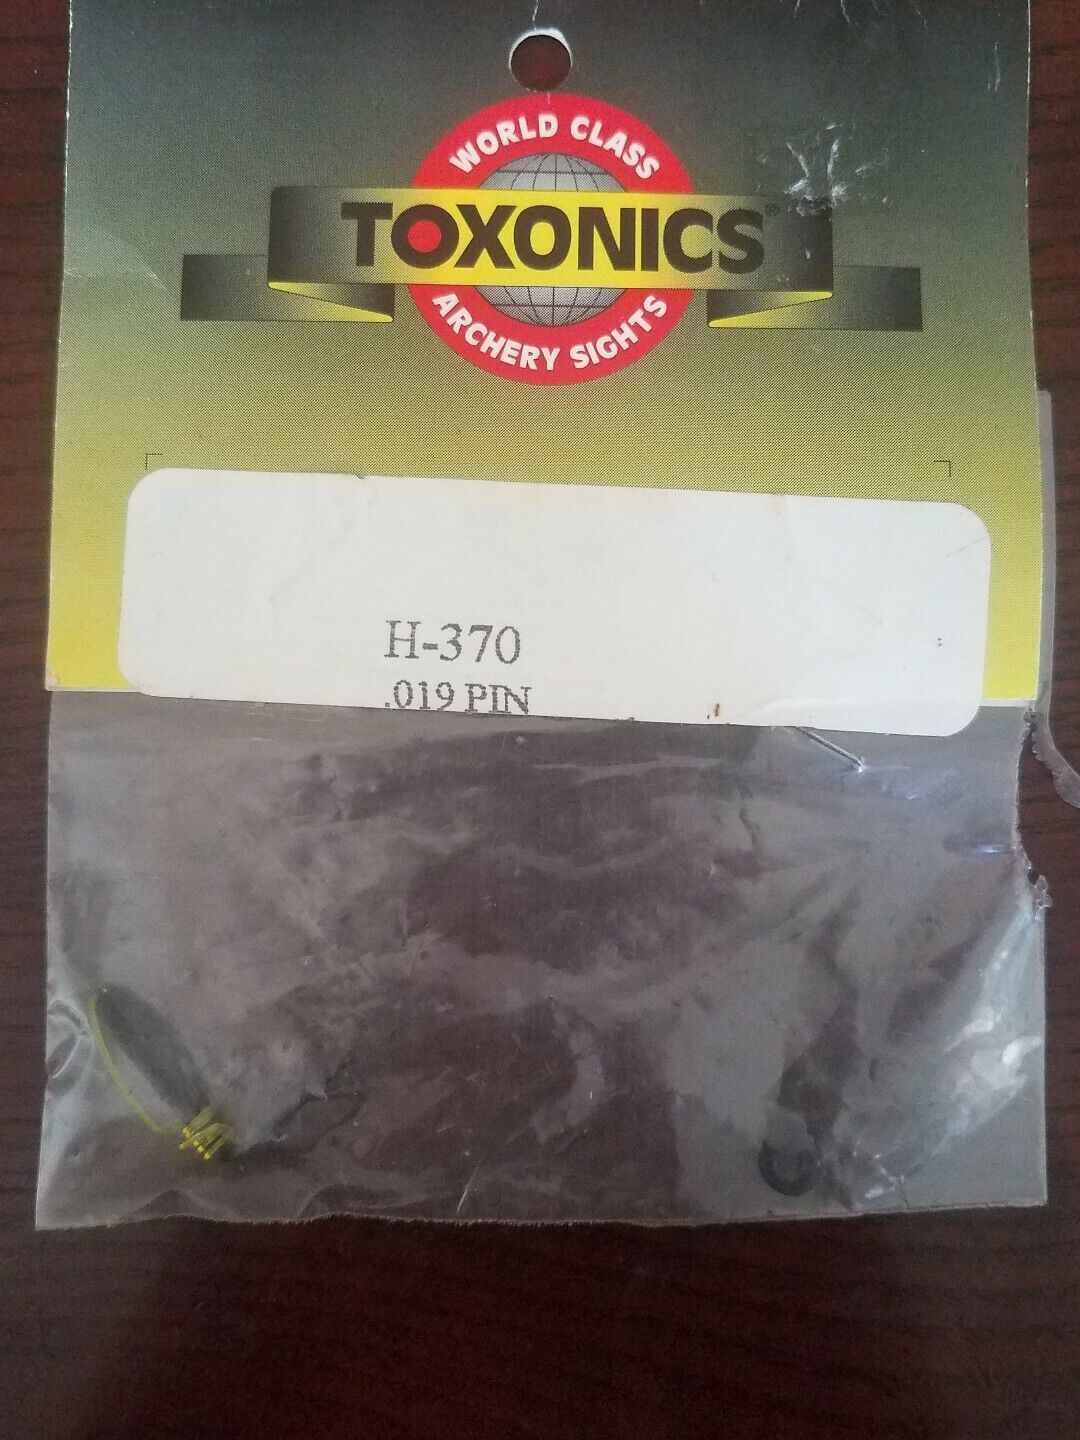 WORLD CLASS
TOXONICS®
ARCHERY SIGHTS
H-370
.019 PIN